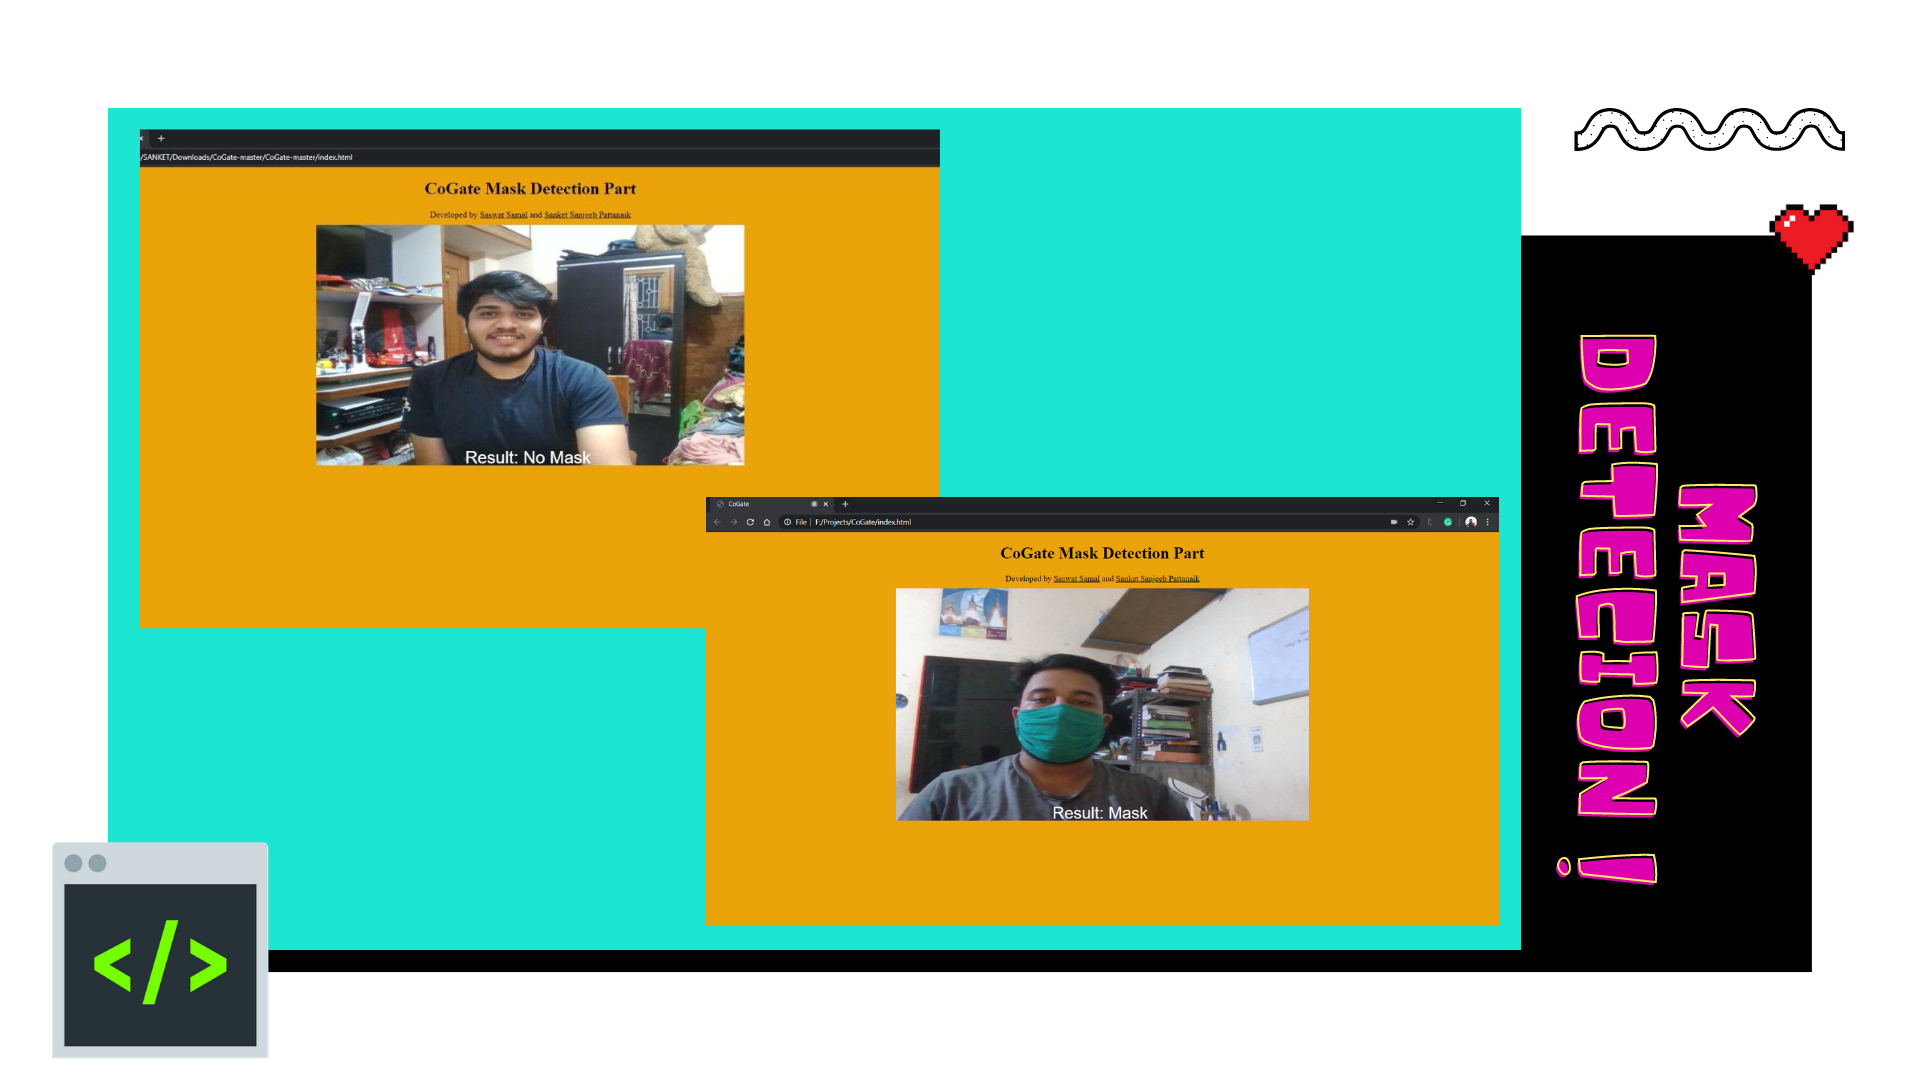 +
/SANKET/Downloads/CoGate-master/CoGate-master/index.html
CoGate Mask Detection Part
Developed by Saswat Samal and Sanket Sanjeeb Pattanaik
Result: No Mask
CoGate
File | F:/Projects/CoGate/index.html
CoGate Mask Detection Part
Developed by Saswat Samal and Sanket Sanjeeb Pattanaik
Result: Mask
MASK
DETECION !
</>